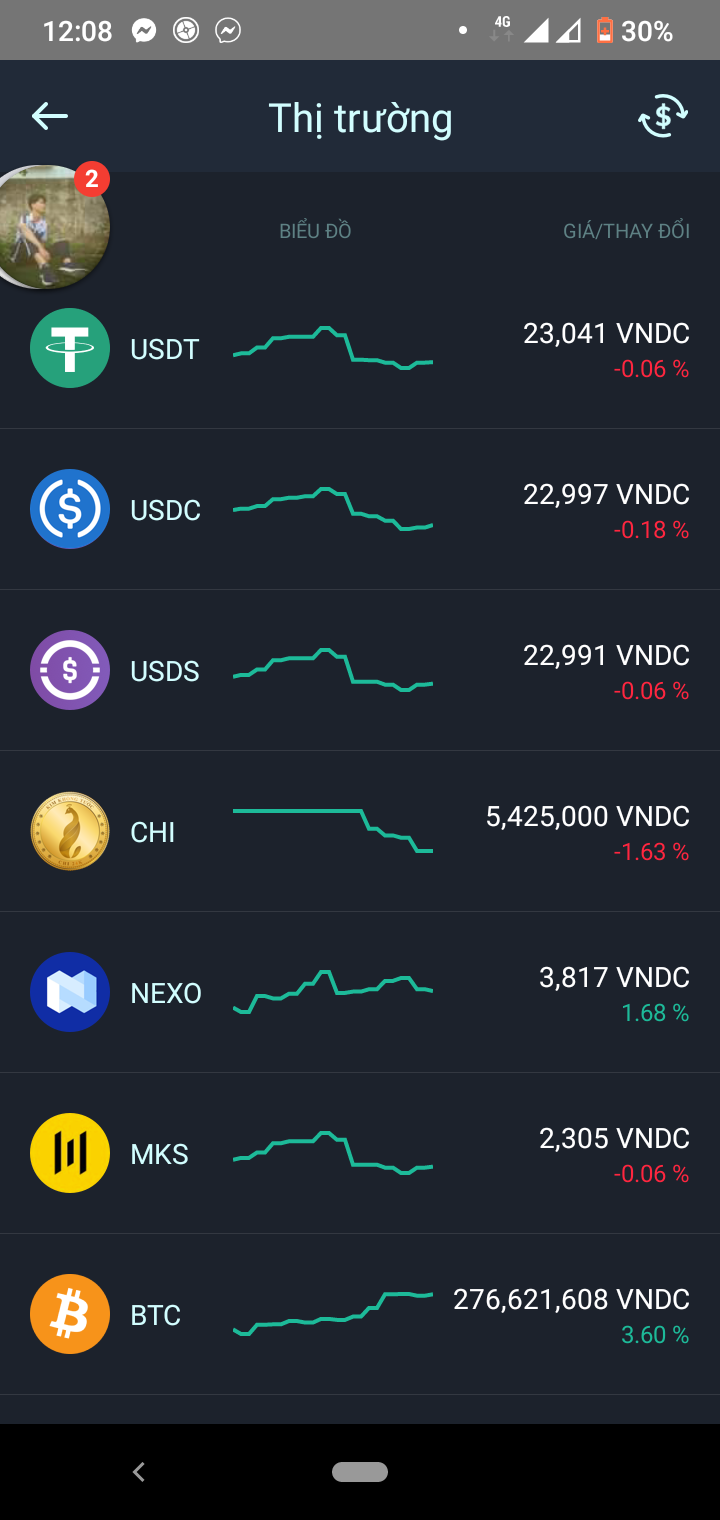 12:08 4G 30%
Thị trường
2
BIỂU ĐỒ GIÁ/THAY ĐỔI
USDT 23,041 VNDC
-0.06 %
USDC 22,997 VNDC
-0.18 %
USDS 22,991 VNDC
-0.06 %
CHI 5,425,000 VNDC
-1.63 %
NEXO 3,817 VNDC
1.68 %
MKS 2,305 VNDC
-0.06 %
BTC 276,621,608 VNDC
3.60 %